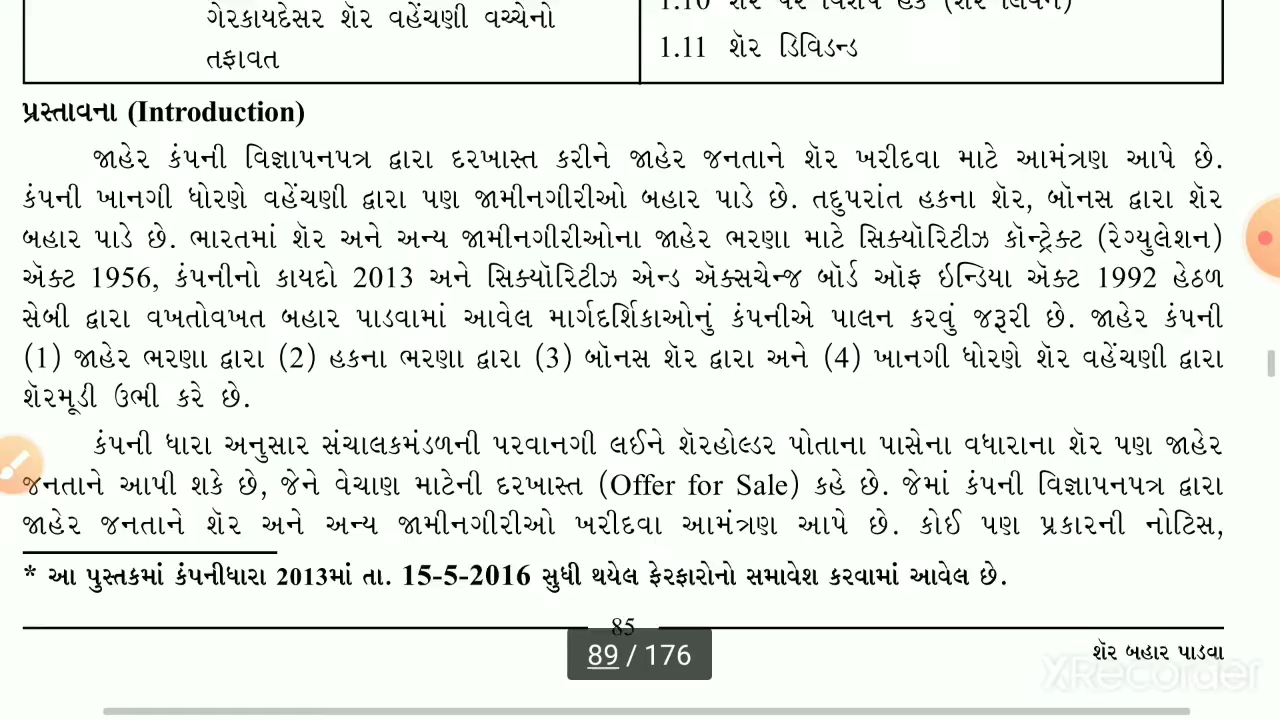 ગેરકાયદેસર શૅર વહેંચણી વચ્ચેનો
તફાવત
1.10 શૅર પર વિશેષ હક (શૅર લિયન)
1.11 શૅર ડિવિડન્ડ
પ્રસ્તાવના (Introduction)
જાહેર કંપની વિજ્ઞાપનપત્ર દ્વારા દરખાસ્ત કરીને જાહેર જનતાને શૅર ખરીદવા માટે આમંત્રણ આપે છે.
કંપની ખાનગી ધોરણે વહેંચણી દ્વારા પણ જામીનગીરીઓ બહાર પાડે છે. તદુપરાંત હકના શૅર, બૉનસ દ્વારા શૅર
બહાર પાડે છે. ભારતમાં શૅર અને અન્ય જામીનગીરીઓના જાહેર ભરણા માટે સિક્યૉરિટીઝ કૉન્ટ્રેક્ટ (રેગ્યુલેશન)
ઍક્ટ 1956, કંપનીનો કાયદો 2013 અને સિક્યૉરિટીઝ એન્ડ ઍક્સચેન્જ બૉર્ડ ઑફ ઇન્ડિયા ઍક્ટ 1992 હેઠળ
સેબી દ્વારા વખતોવખત બહાર પાડવામાં આવેલ માર્ગદર્શિકાઓનું કંપનીએ પાલન કરવું જરૂરી છે. જાહેર કંપની
(1) જાહેર ભરણા દ્વારા (2) હકના ભરણા દ્વારા (3) બૉનસ શૅર દ્વારા અને (4) ખાનગી ધોરણે શૅર વહેંચણી દ્વારા
શૅરમૂડી ઉભી કરે છે.
કંપની ધારા અનુસાર સંચાલકમંડળની પરવાનગી લઈને શૅરહોલ્ડર પોતાના પાસેના વધારાના શૅર પણ જાહેર
જનતાને આપી શકે છે, જેને વેચાણ માટેની દરખાસ્ત (Offer for Sale) કહે છે. જેમાં કંપની વિજ્ઞાપનપત્ર દ્વારા
જાહેર જનતાને શૅર અને અન્ય જામીનગીરીઓ ખરીદવા આમંત્રણ આપે છે. કોઈ પણ પ્રકારની નોટિસ,
* આ પુસ્તકમાં કંપનીધારા 2013માં તા. 15-5-2016 સુધી થયેલ ફેરફારોનો સમાવેશ કરવામાં આવેલ છે.
85
89 / 176
શૅર બહાર પાડવા
XRecorder